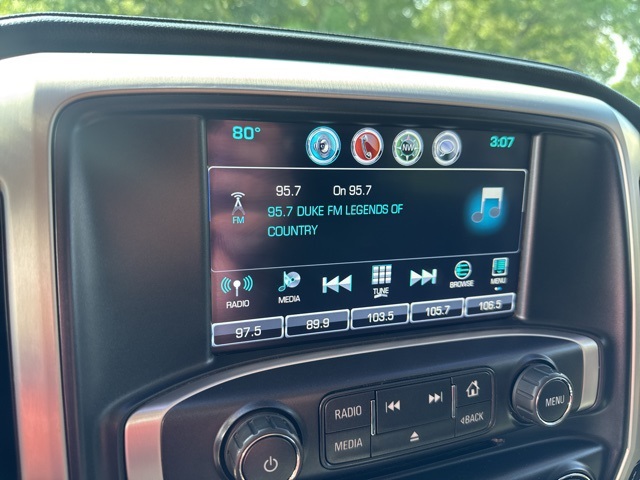 80° NW 3:07
95.7 On 95.7
FM 95.7 DUKE FM LEGENDS OF
COUNTRY
RADIO MEDIA TUNE BROWSE MENU
97.5 89.9 103.5 105.7 106.5
RADIO MENU
MEDIA BACK